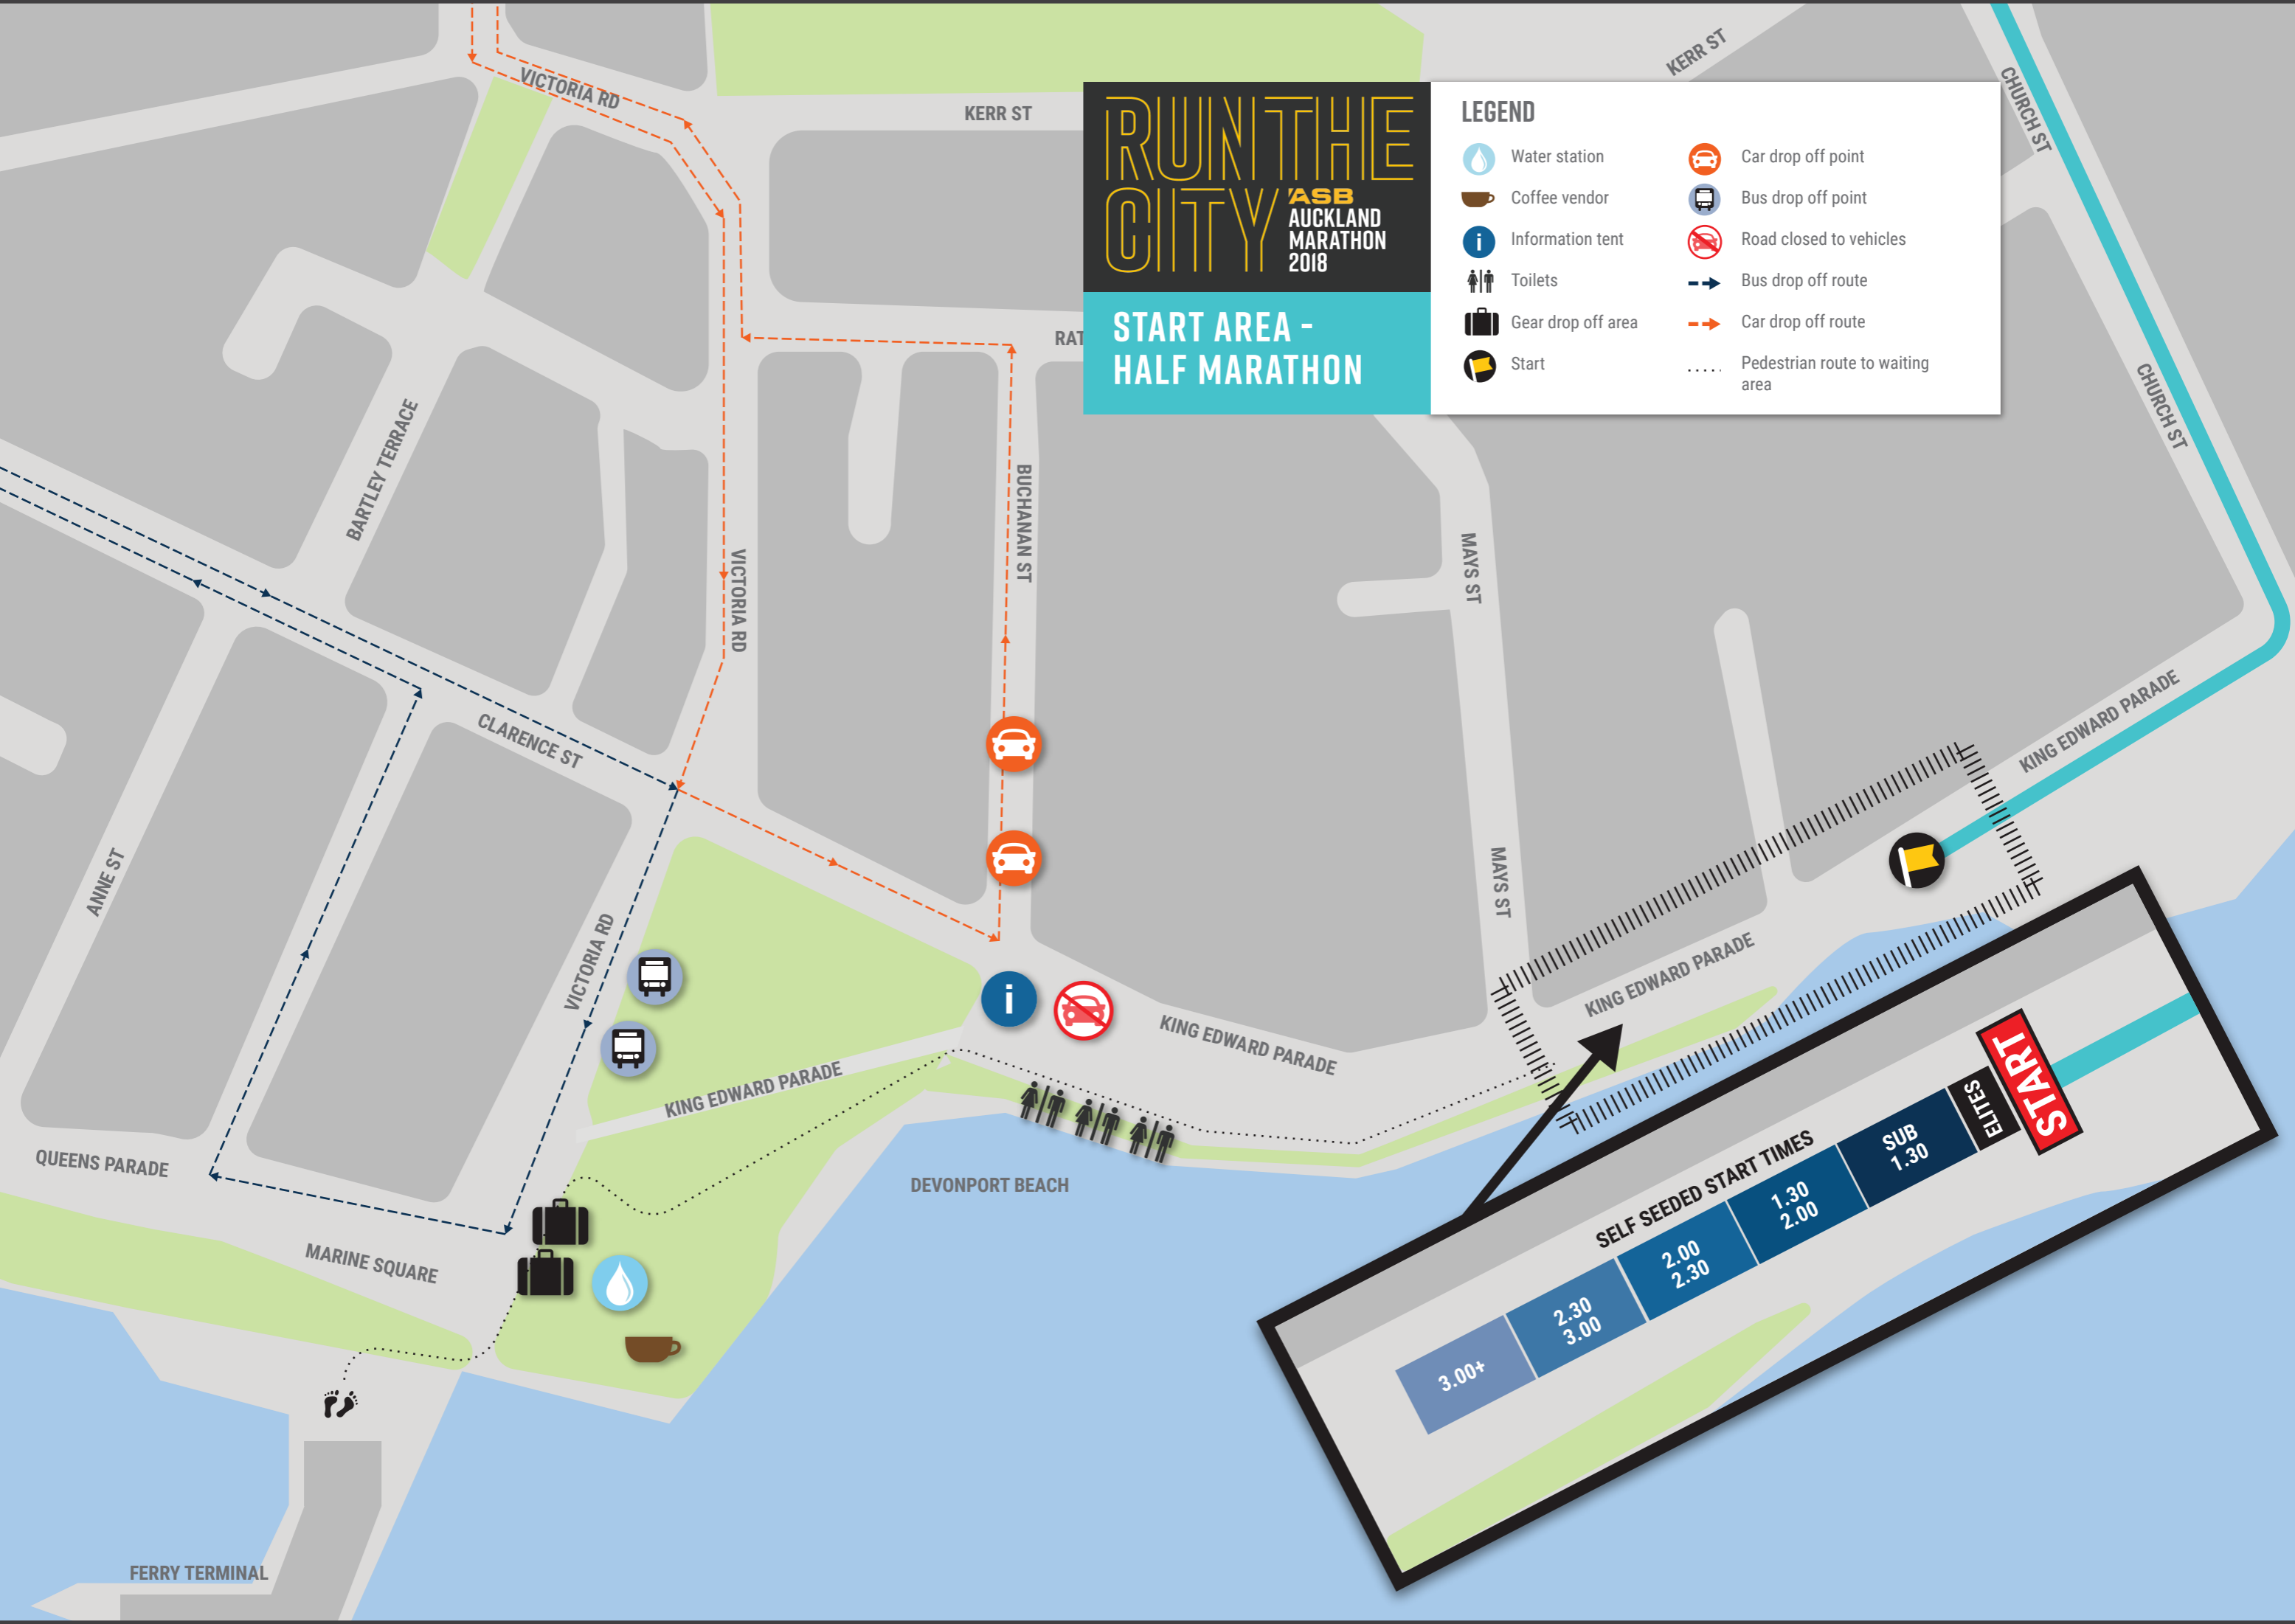 VICTORIA RD
KERR ST
KERR ST
CHURCH ST
RUN THE
CITY
ASB
AUCKLAND
MARATHON
2018
START AREA -
HALF MARATHON
LEGEND
Water station
Coffee vendor
Information tent
Toilets
Gear drop off area
Start
Car drop off point
Bus drop off point
Road closed to vehicles
Bus drop off route
Car drop off route
Pedestrian route to waiting
area
RAT
CHURCH ST
BARTLEY TERRACE
BUCHANAN ST
VICTORIA RD
MAYS ST
CLARENCE ST
KING EDWARD PARADE
ANNE ST
MAYS ST
VICTORIA RD
KING EDWARD PARADE
i
KING EDWARD PARADE
KING EDWARD PARADE
QUEENS PARADE
DEVONPORT BEACH
MARINE SQUARE
SELF SEEDED START TIMES
START
ELITES
SUB
1.30
1.30
2.00
2.00
2.30
2.30
3.00
3.00+
FERRY TERMINAL